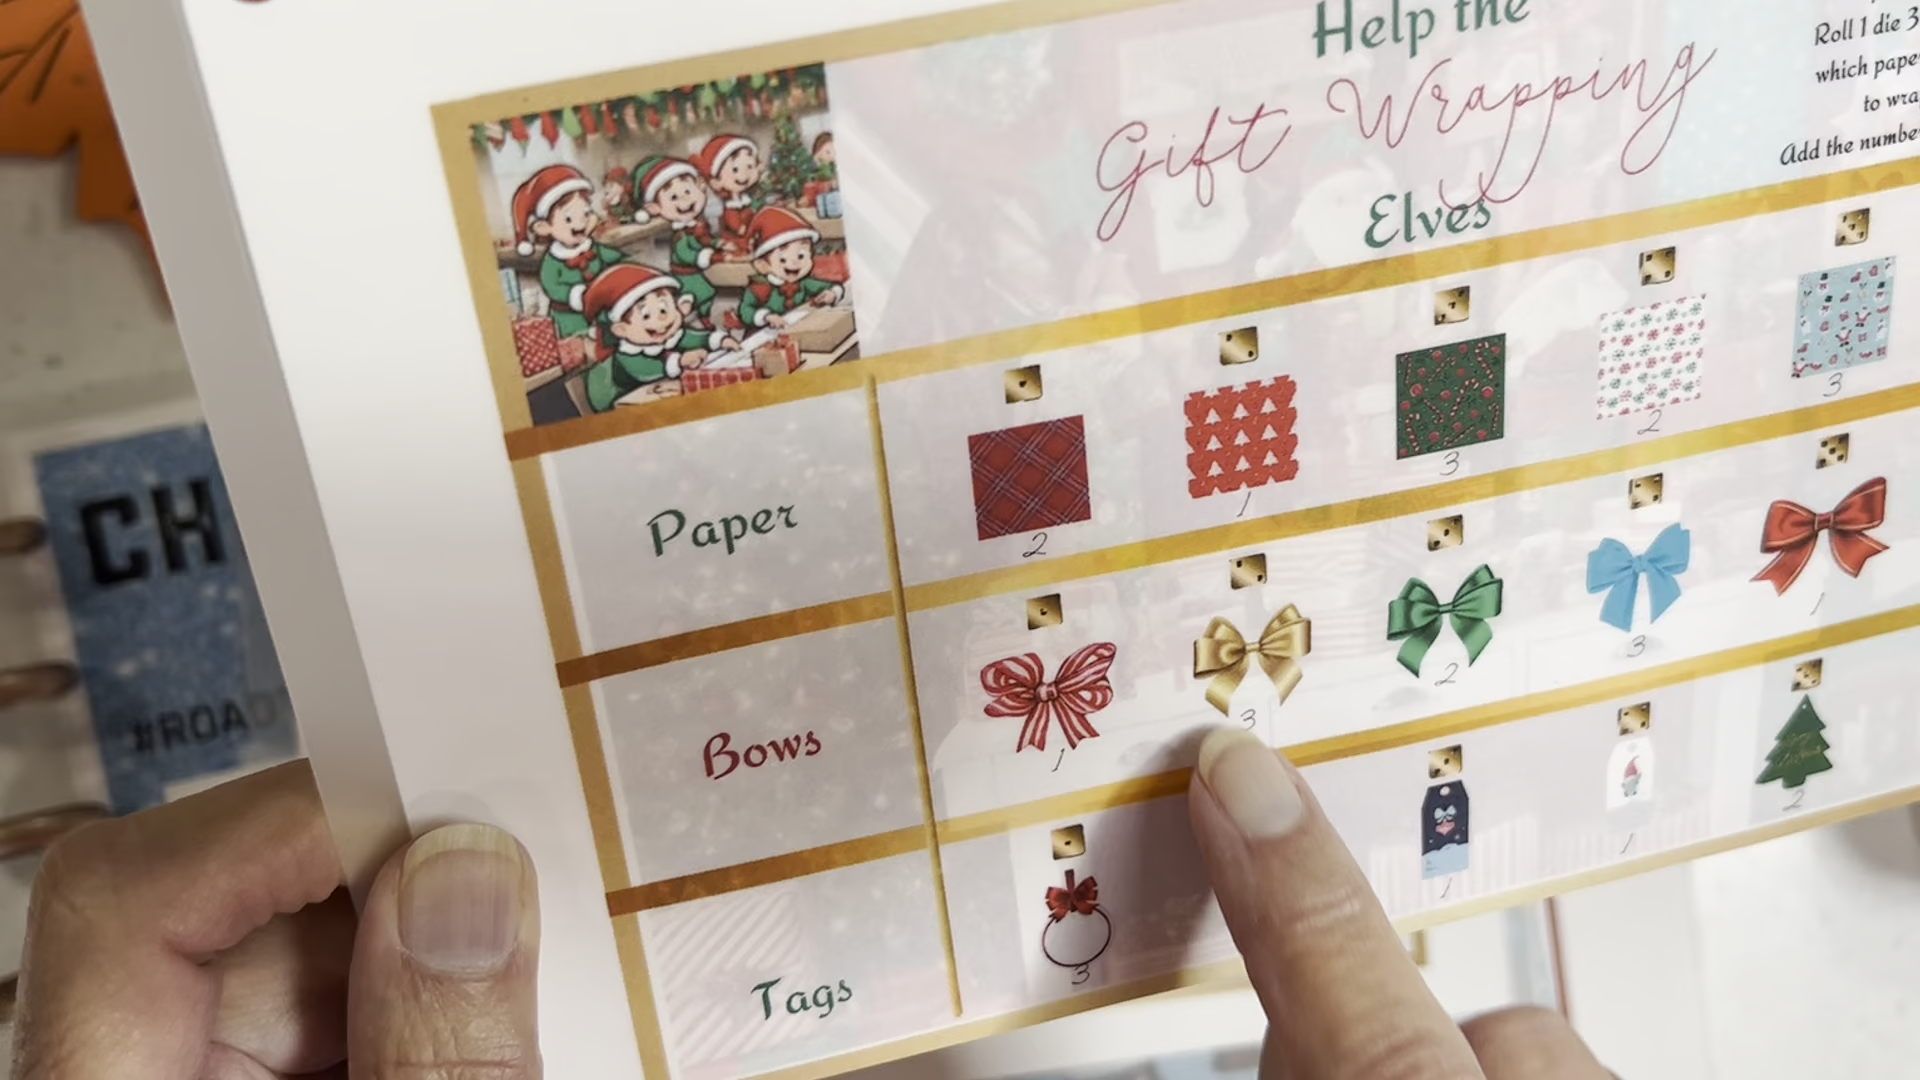 Help the
Gift Wrapping
Elves
Roll 1 die 3
which pape
to wra
Add the numbe
Paper
2
1
3
2
3
Bows
1
3
2
3
1
Tags
3
1
1
2
CH
#ROA